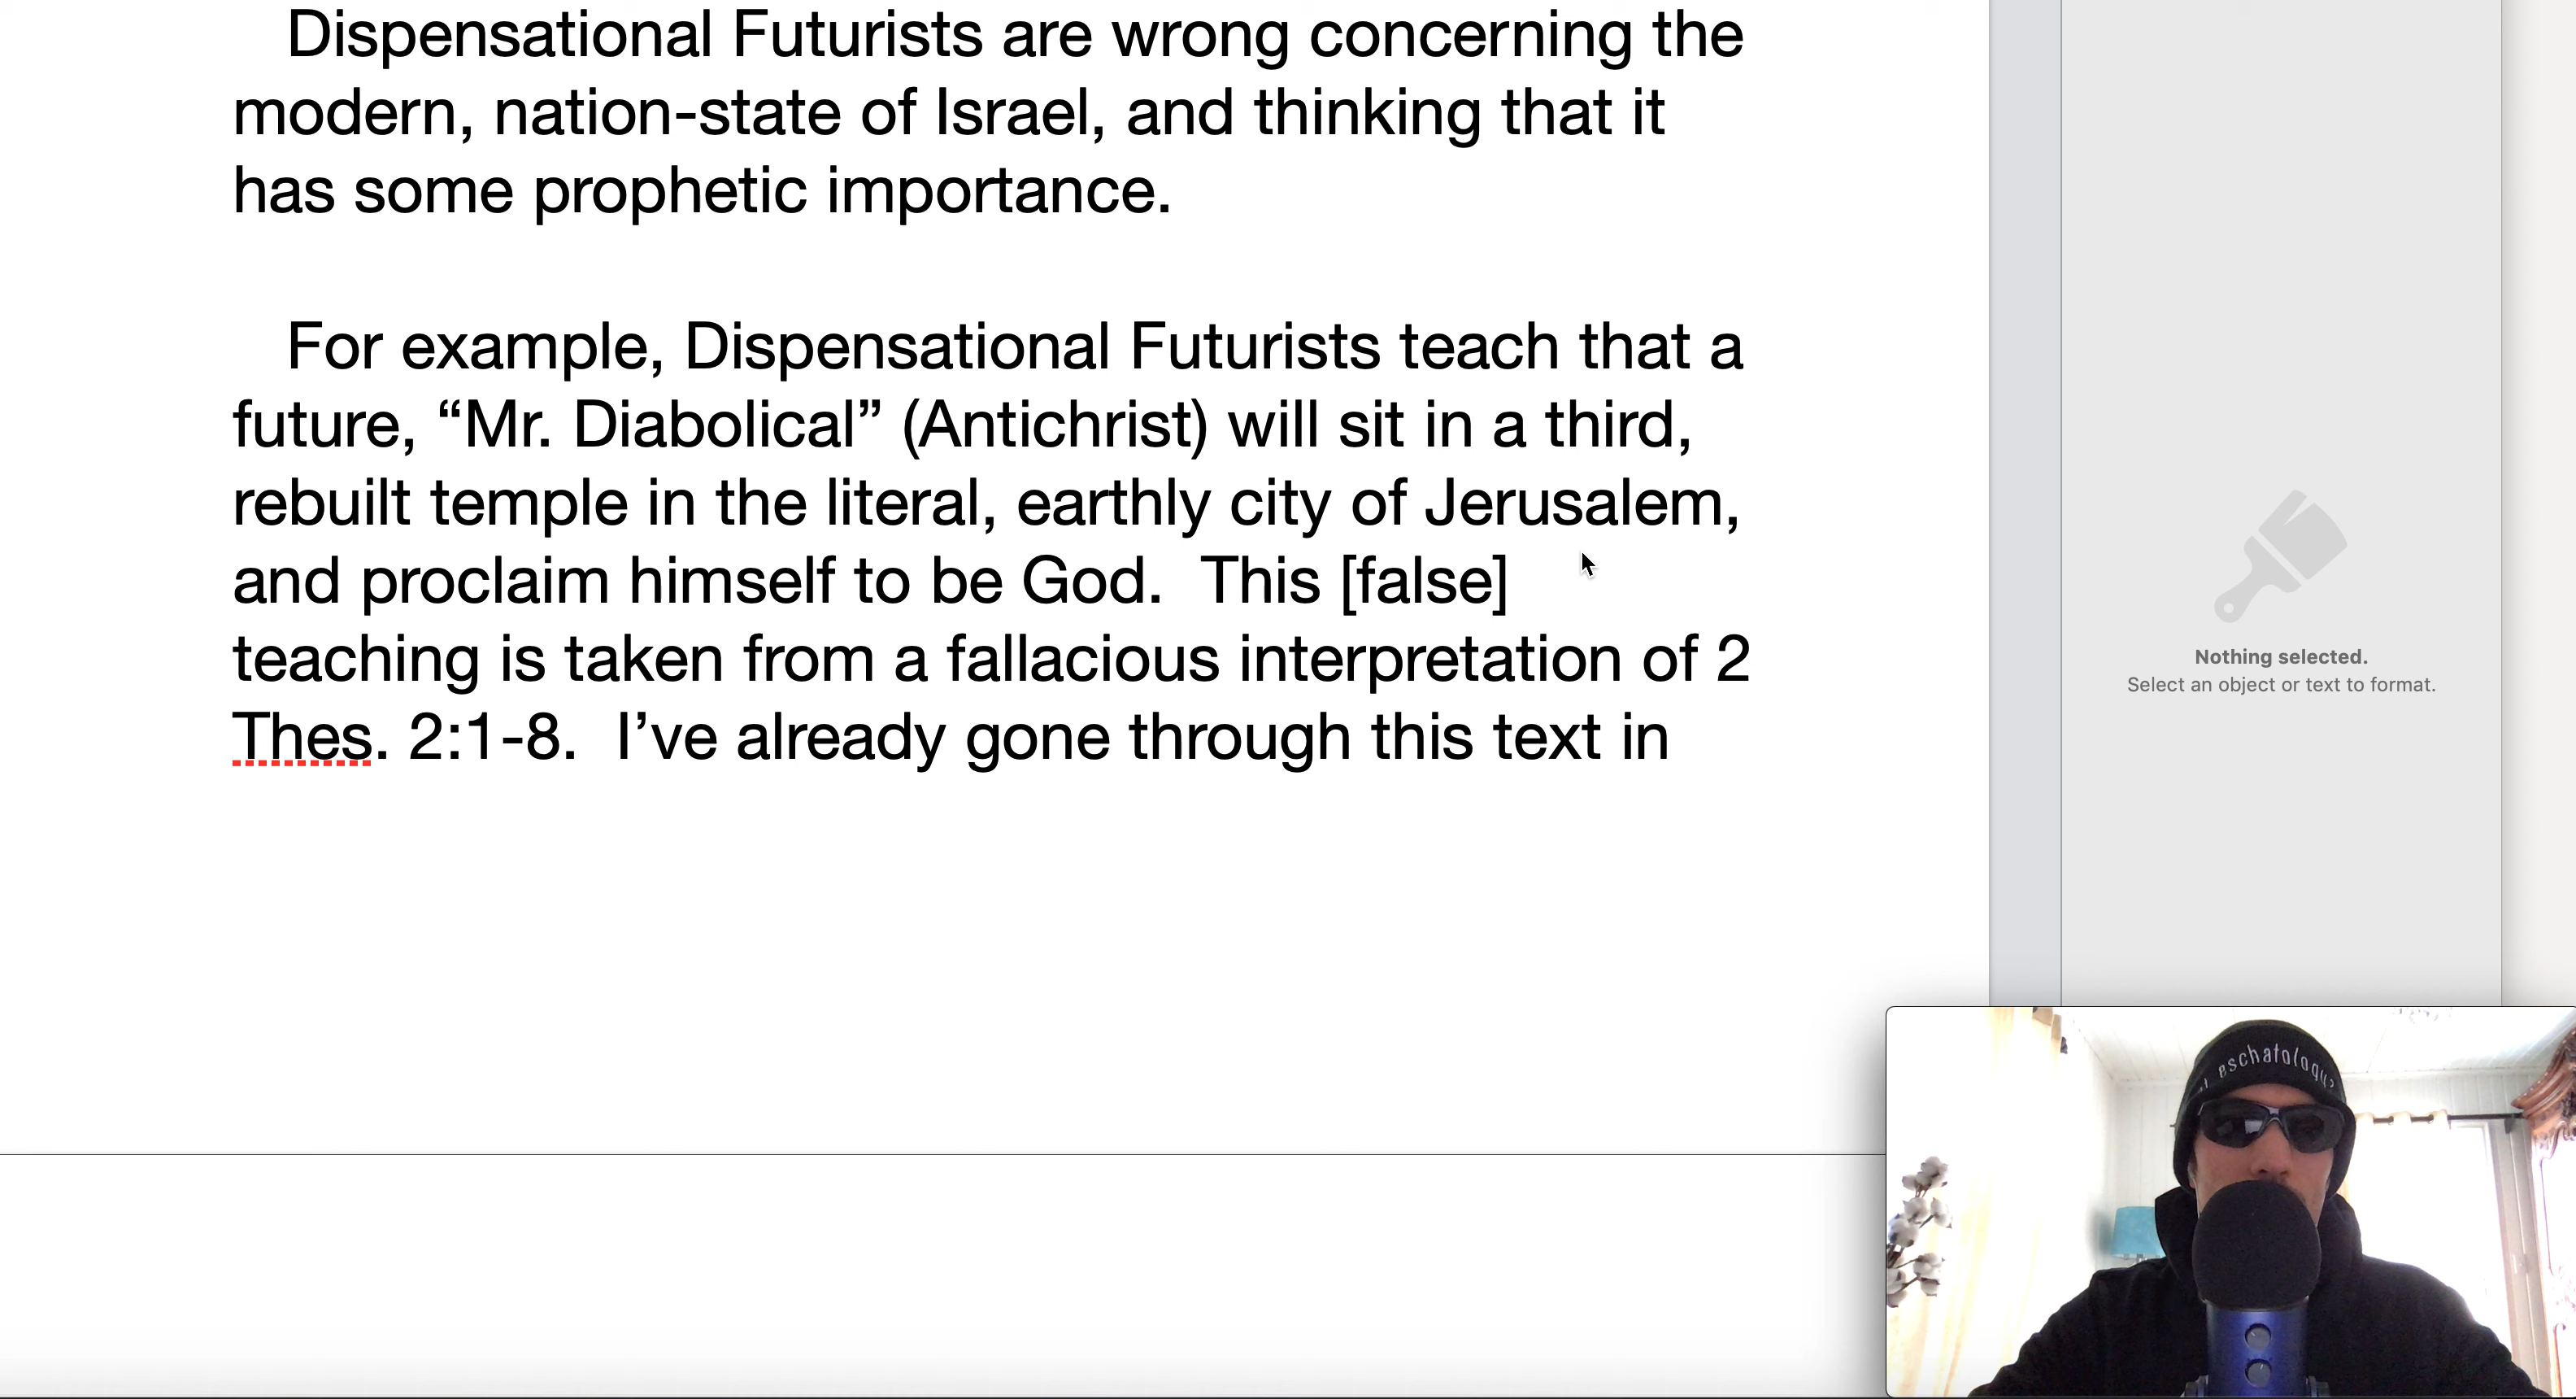 Dispensational Futurists are wrong concerning the
modern, nation-state of Israel, and thinking that it
has some prophetic importance.
For example, Dispensational Futurists teach that a
future, “Mr. Diabolical” (Antichrist) will sit in a third,
rebuilt temple in the literal, earthly city of Jerusalem,
and proclaim himself to be God.  This [false]
teaching is taken from a fallacious interpretation of 2
Thes. 2:1-8.  I’ve already gone through this text in
Nothing selected.
Select an object or text to format.
eschatology?